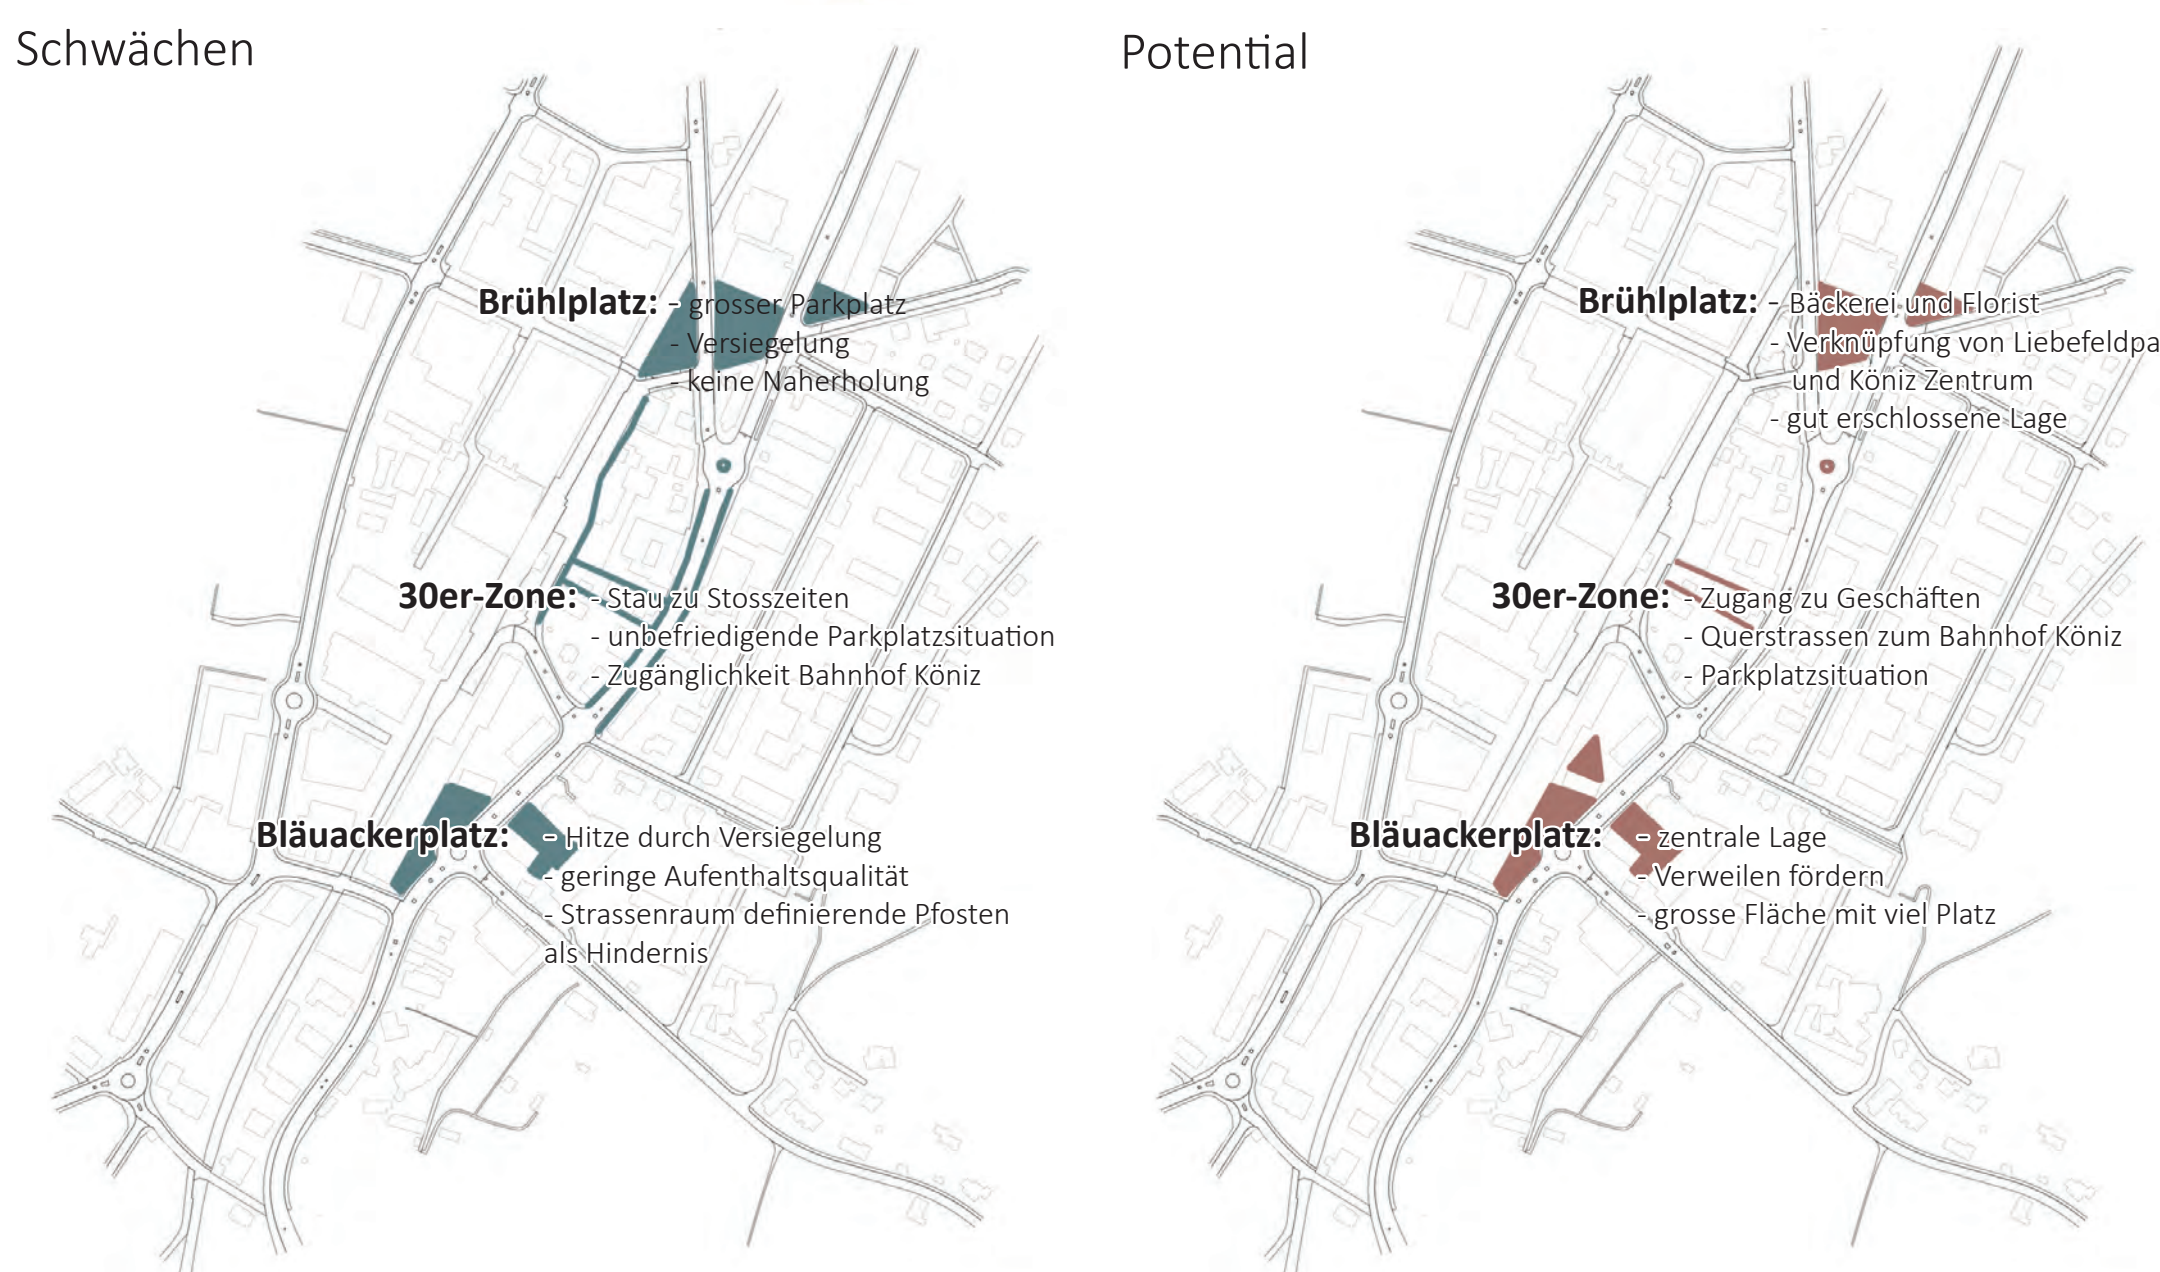 Schwächen
Brühlplatz: - grosser Parkplatz
- Versiegelung
- keine Naherholung
30er-Zone: - Stau zu Stosszeiten
- unbefriedigende Parkplatzsituation
- Zugänglichkeit Bahnhof Köniz
Bläuackerplatz: - Hitze durch Versiegelung
- geringe Aufenthaltsqualität
- Strassenraum definierende Pfosten
als Hindernis
Potential
Brühlplatz: - Bäckerei und Florist
- Verknüpfung von Liebefeldpa
und Köniz Zentrum
- gut erschlossene Lage
30er-Zone: - Zugang zu Geschäften
- Querstrassen zum Bahnhof Köniz
- Parkplatzsituation
Bläuackerplatz: - zentrale Lage
- Verweilen fördern
- grosse Fläche mit viel Platz